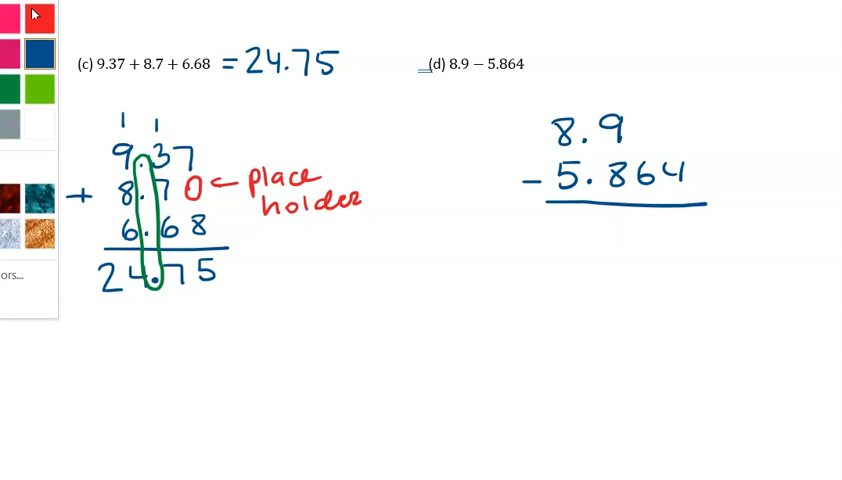 (c) 9.37 + 8.7 + 6.68 = 24.75
1 1
9.37
+ 8.70 ← place holder
6.68
24.75
(d) 8.9 − 5.864
8.9
− 5.864
ors...